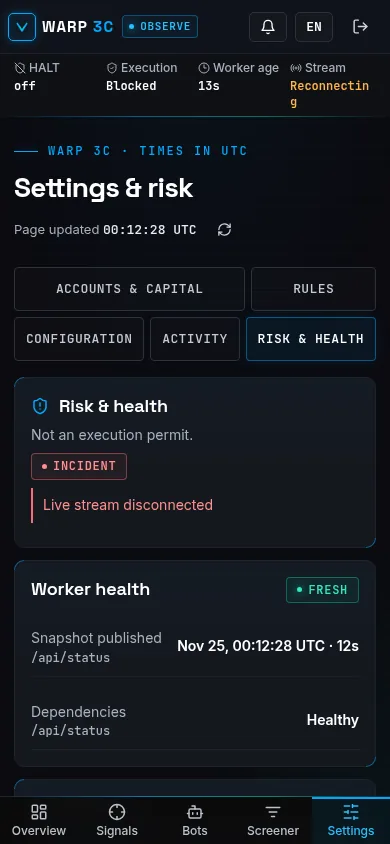 WARP 3C
OBSERVE
EN
HALT
off
Execution
Blocked
Worker age
13s
Stream
Reconnectin
g
WARP 3C · TIMES IN UTC
Settings & risk
Page updated 00:12:28 UTC
ACCOUNTS & CAPITAL
RULES
CONFIGURATION
ACTIVITY
RISK & HEALTH
Risk & health
Not an execution permit.
INCIDENT
Live stream disconnected
Worker health
FRESH
Snapshot published
/api/status
Nov 25, 00:12:28 UTC · 12s
Dependencies
/api/status
Healthy
Overview
Signals
Bots
Screener
Settings